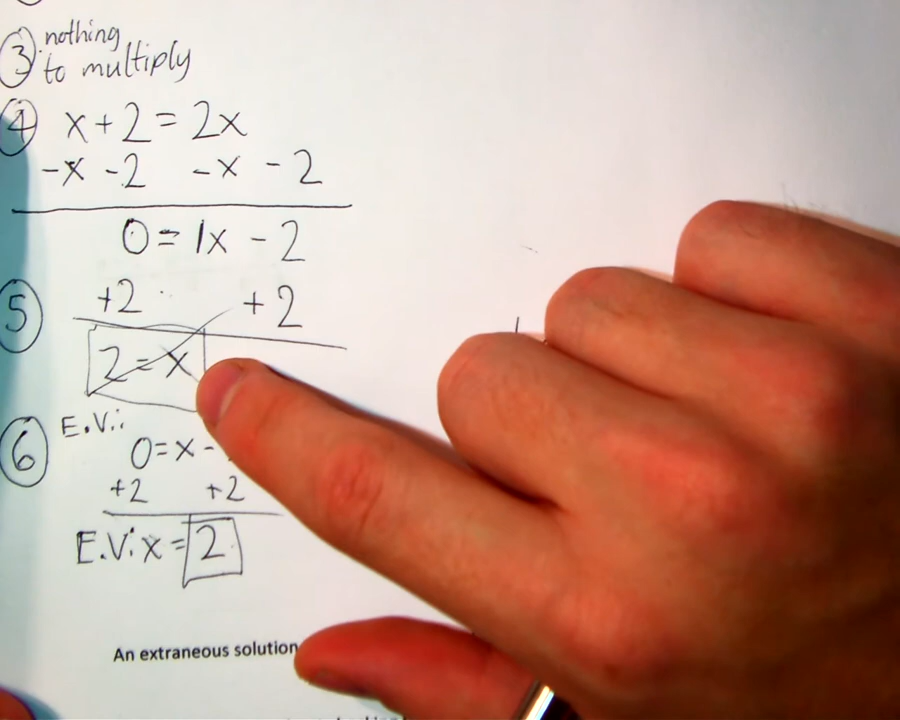 ③ nothing
to multiply
④ x+2=2x
-x -2 -x -2
0=1x-2
⑤ +2 +2
2=x
⑥ E.V.:
0=x-
+2 +2
E.V: x=2
An extraneous solution